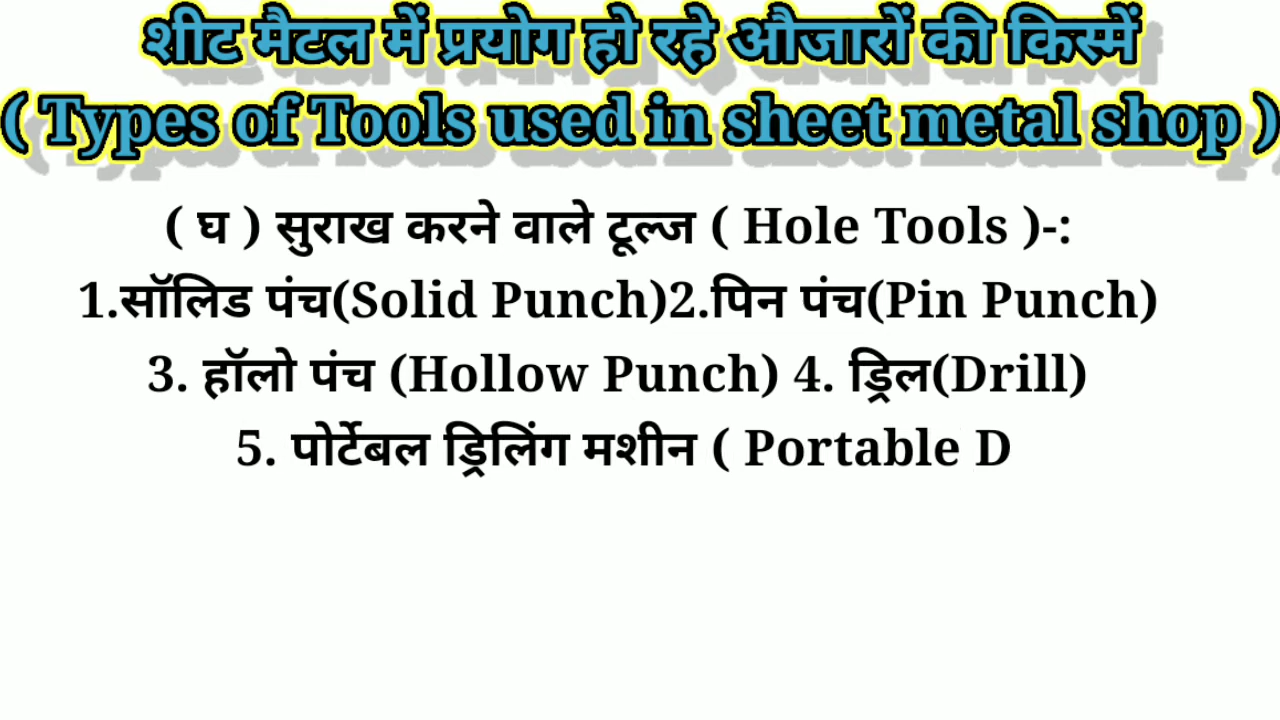 शीट मैटल में प्रयोग हो रहे औजारों की किस्में
( Types of Tools used in sheet metal shop )
( घ ) सुराख करने वाले टूल्ज ( Hole Tools )-:
1.सॉलिड पंच(Solid Punch)2.पिन पंच(Pin Punch)
3. हॉलो पंच (Hollow Punch) 4. ड्रिल(Drill)
5. पोर्टेबल ड्रिलिंग मशीन ( Portable D